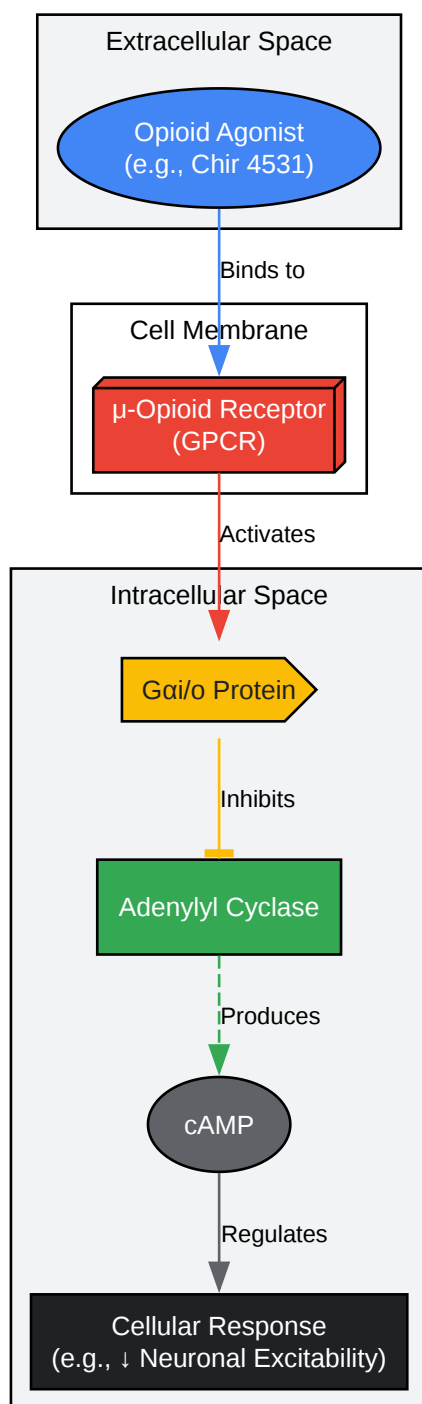 Extracellular Space
Opioid Agonist
(e.g., Chir 4531)
Binds to
Cell Membrane
μ-Opioid Receptor
(GPCR)
Activates
Intracellular Space
Gαi/o Protein
Inhibits
Adenylyl Cyclase
Produces
cAMP
Regulates
Cellular Response
(e.g., ↓ Neuronal Excitability)